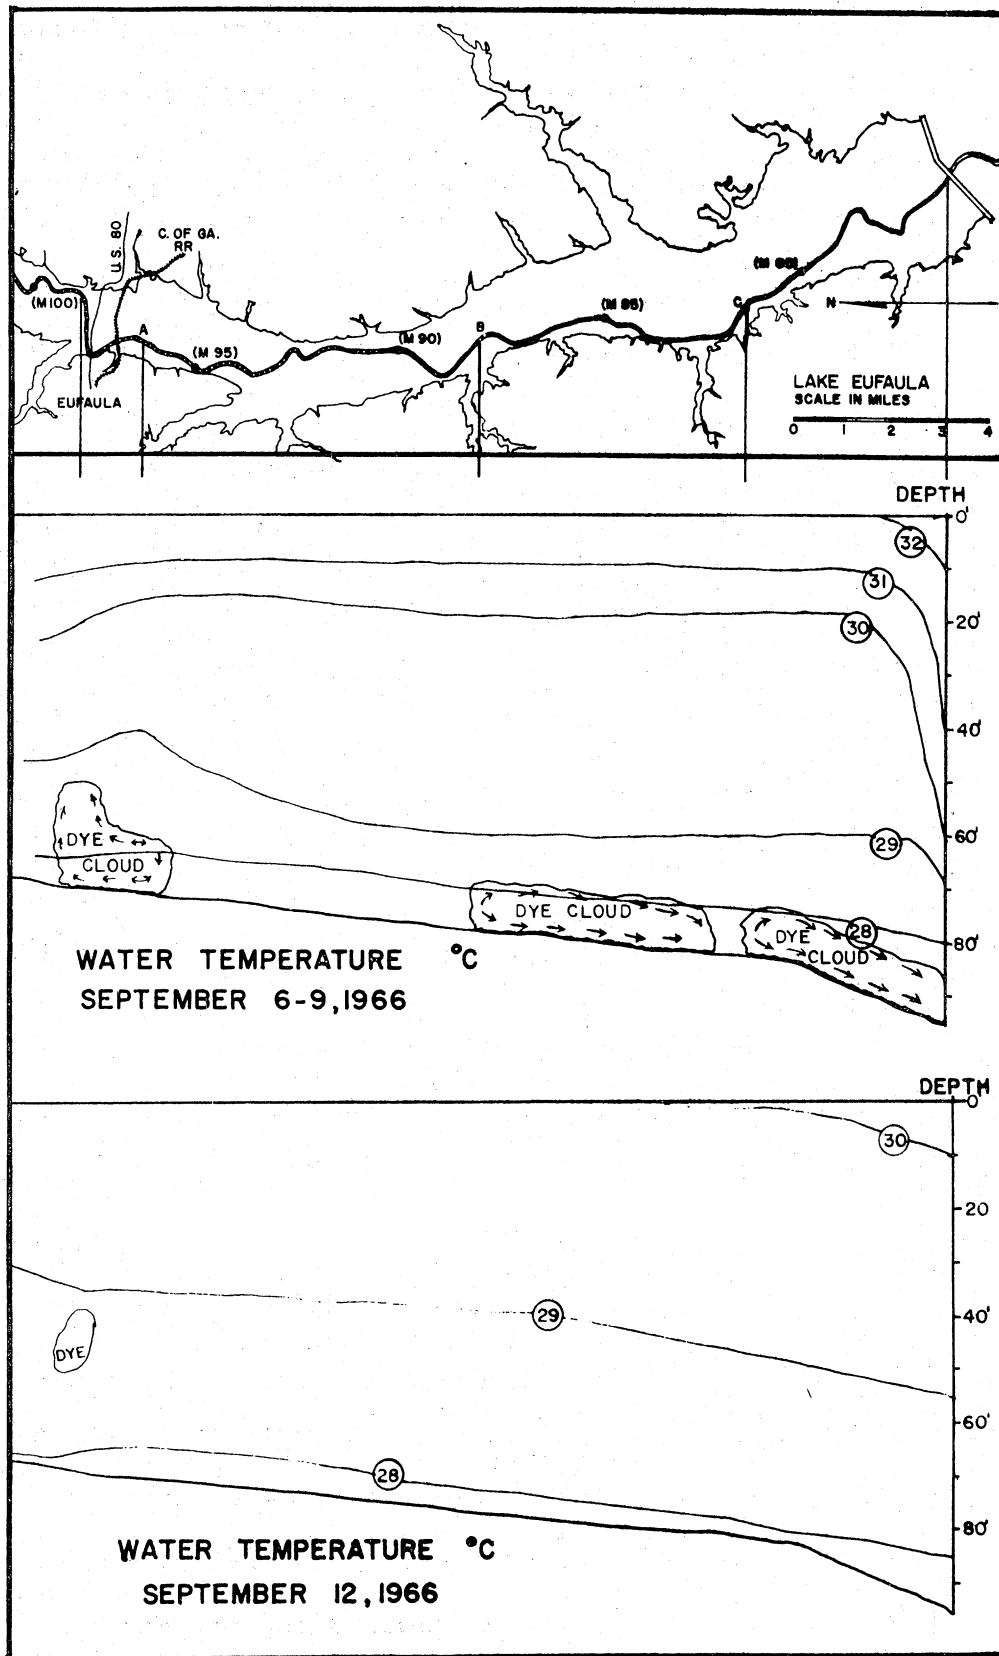 U.S. 80
C. OF GA.
RR
(M100)
A
(M 95)
EUFAULA
(M 90)
B
(M 85)
C
N
LAKE EUFAULA
SCALE IN MILES
0 1 2 3 4
DEPTH
0'
32
31
20'
30
40'
60'
29
DYE
CLOUD
DYE CLOUD
DYE
CLOUD
28
80'
WATER TEMPERATURE °C
SEPTEMBER 6-9,1966
DEPTH
0'
30
20
29
40'
DYE
60'
28
80'
WATER TEMPERATURE °C
SEPTEMBER 12,1966